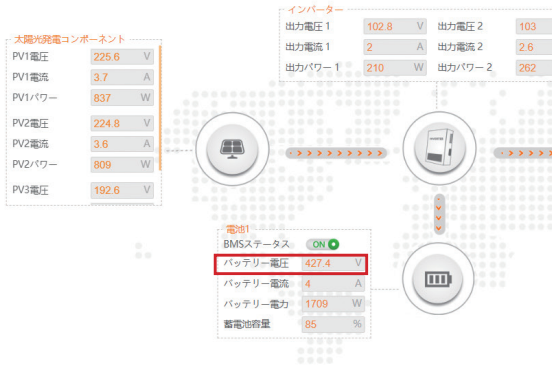 インバーター
出力電圧 1 102.8 V 出力電圧 2 103
出力電流 1 2 A 出力電流 2 2.6
出力パワー 1 210 W 出力パワー 2 262
太陽光発電コンポーネント
PV1電圧 225.6 V
PV1電流 3.7 A
PV1パワー 837 W
PV2電圧 224.8 V
PV2電流 3.6 A
PV2パワー 809 W
PV3電圧 192.6 V
電池1
BMSステータス ON
バッテリー電圧 427.4 V
バッテリー電流 4 A
バッテリー電力 1709 W
蓄電池容量 85 %